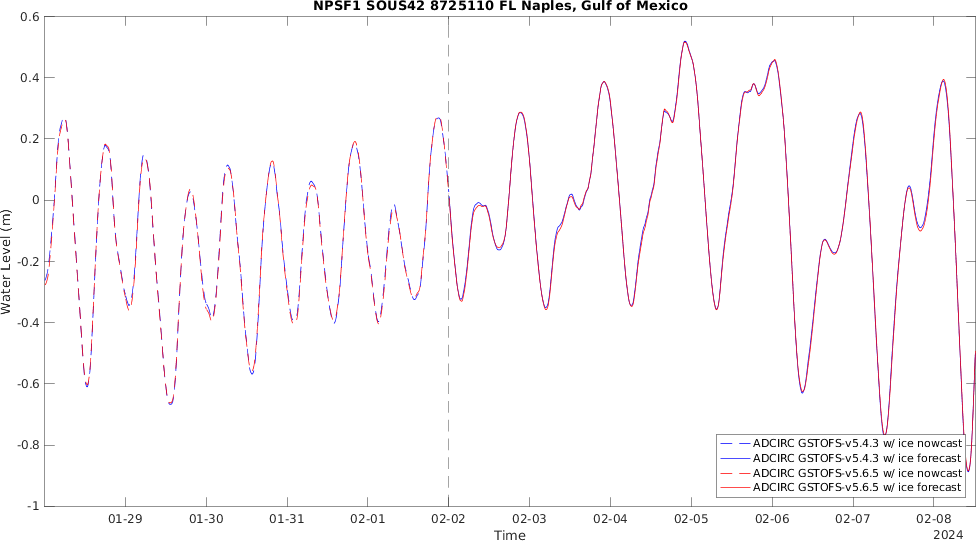 NPSF1 SOUS42 8725110 FL Naples, Gulf of Mexico
0.6
0.4
0.2
0
-0.2
-0.4
-0.6
-0.8
-1
Water Level (m)
ADCIRC GSTOFS-v5.4.3 w/ ice nowcast
ADCIRC GSTOFS-v5.4.3 w/ ice forecast
ADCIRC GSTOFS-v5.6.5 w/ ice nowcast
ADCIRC GSTOFS-v5.6.5 w/ ice forecast
01-29 01-30 01-31 02-01 02-02 02-03 02-04 02-05 02-06 02-07 02-08
Time
2024